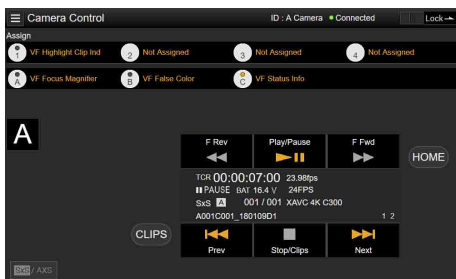 Camera Control
ID : A Camera Connected
Lock
Assign
1 VF Highlight Clip Ind
2 Not Assigned
3 Not Assigned
4 Not Assigned
A VF Focus Magnifier
B VF False Color
C VF Status Info
A
F Rev
Play/Pause
F Fwd
HOME
TCR 00:00:07:00 23.98fps
PAUSE BAT 16.4 V 24FPS
SxS A 001 / 001 XAVC 4K C300
A001C001_180109D1 1 2
CLIPS
Prev
Stop/Clips
Next
SxS / AXS